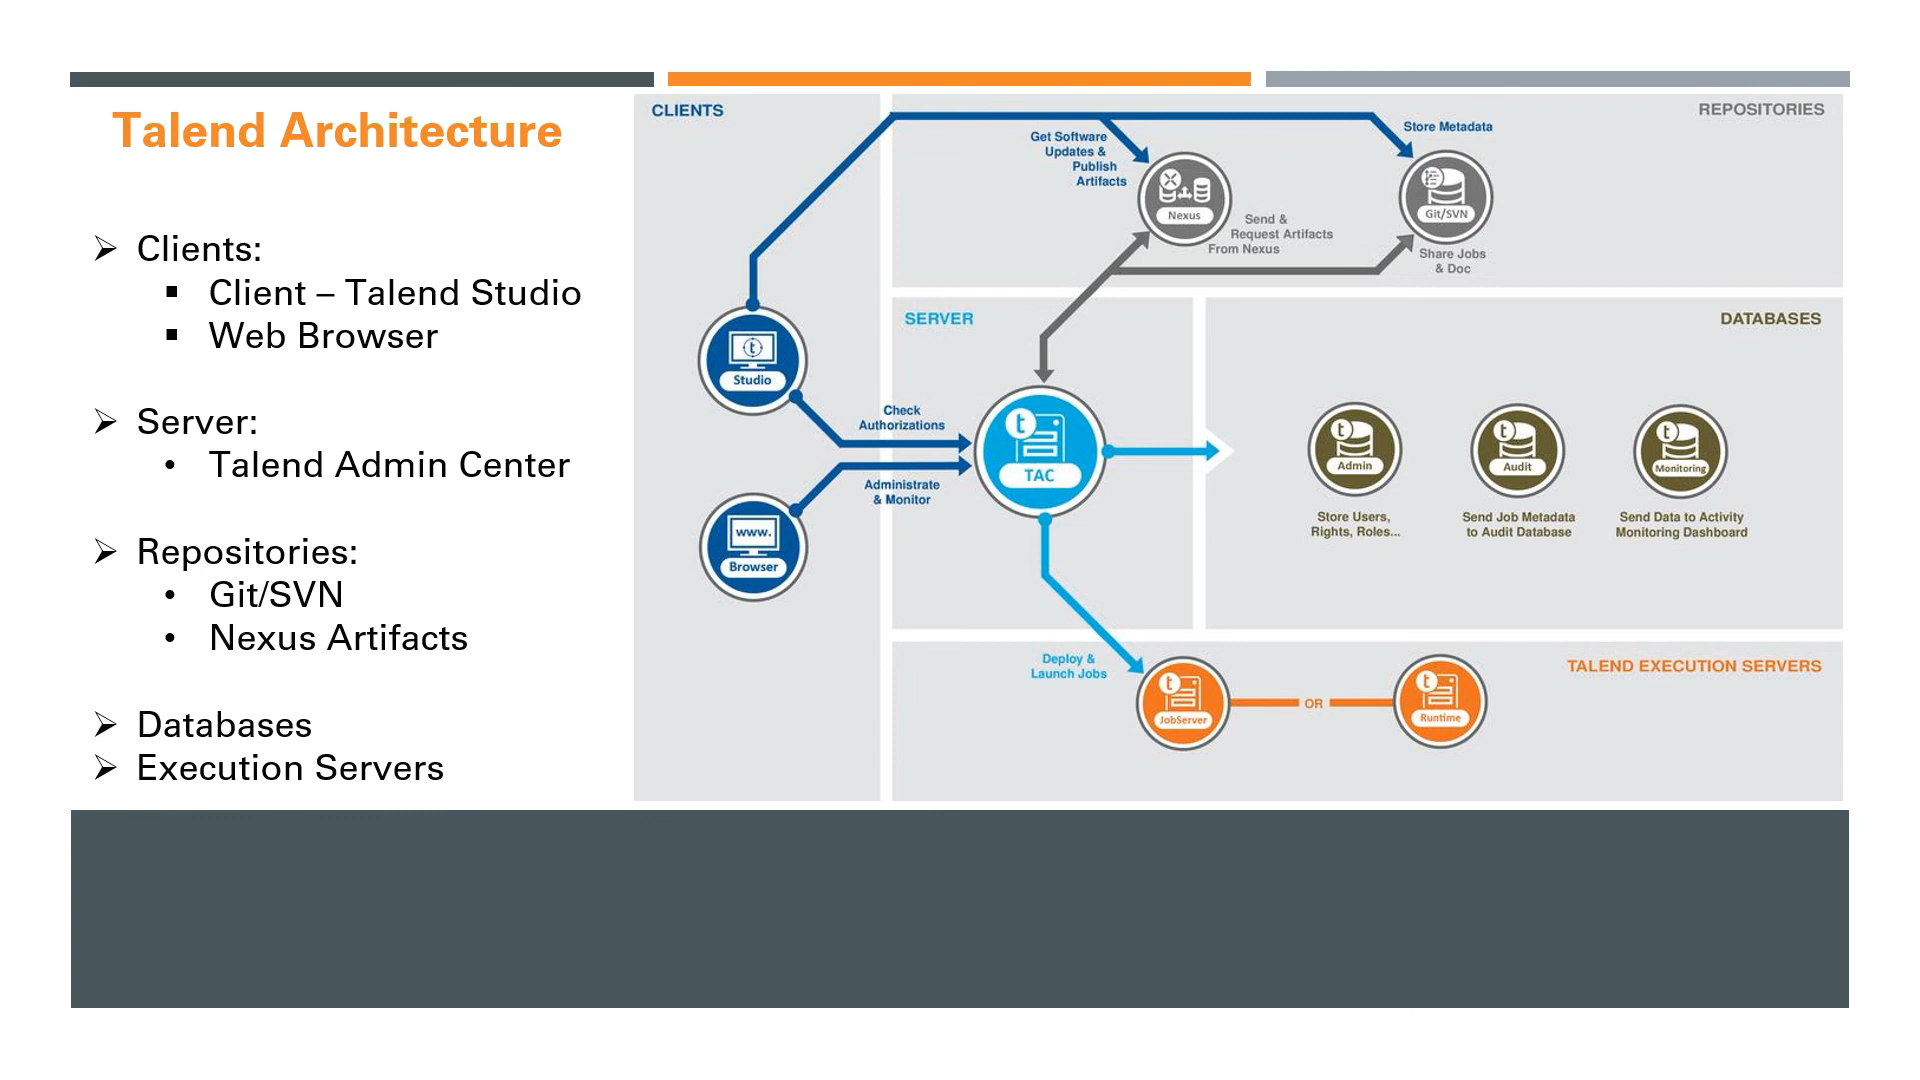 Talend Architecture
Clients:
Client – Talend Studio
Web Browser
Server:
Talend Admin Center
Repositories:
Git/SVN
Nexus Artifacts
Databases
Execution Servers
CLIENTS
REPOSITORIES
Get Software
Updates &
Publish
Artifacts
Store Metadata
Nexus
Git/SVN
Send &
Request Artifacts
From Nexus
Share Jobs
& Doc
SERVER
DATABASES
Studio
Check
Authorizations
TAC
Administrate
& Monitor
www.
Browser
Admin
Audit
Monitoring
Store Users,
Rights, Roles...
Send Job Metadata
to Audit Database
Send Data to Activity
Monitoring Dashboard
Deploy &
Launch Jobs
TALEND EXECUTION SERVERS
JobServer
OR
Runtime